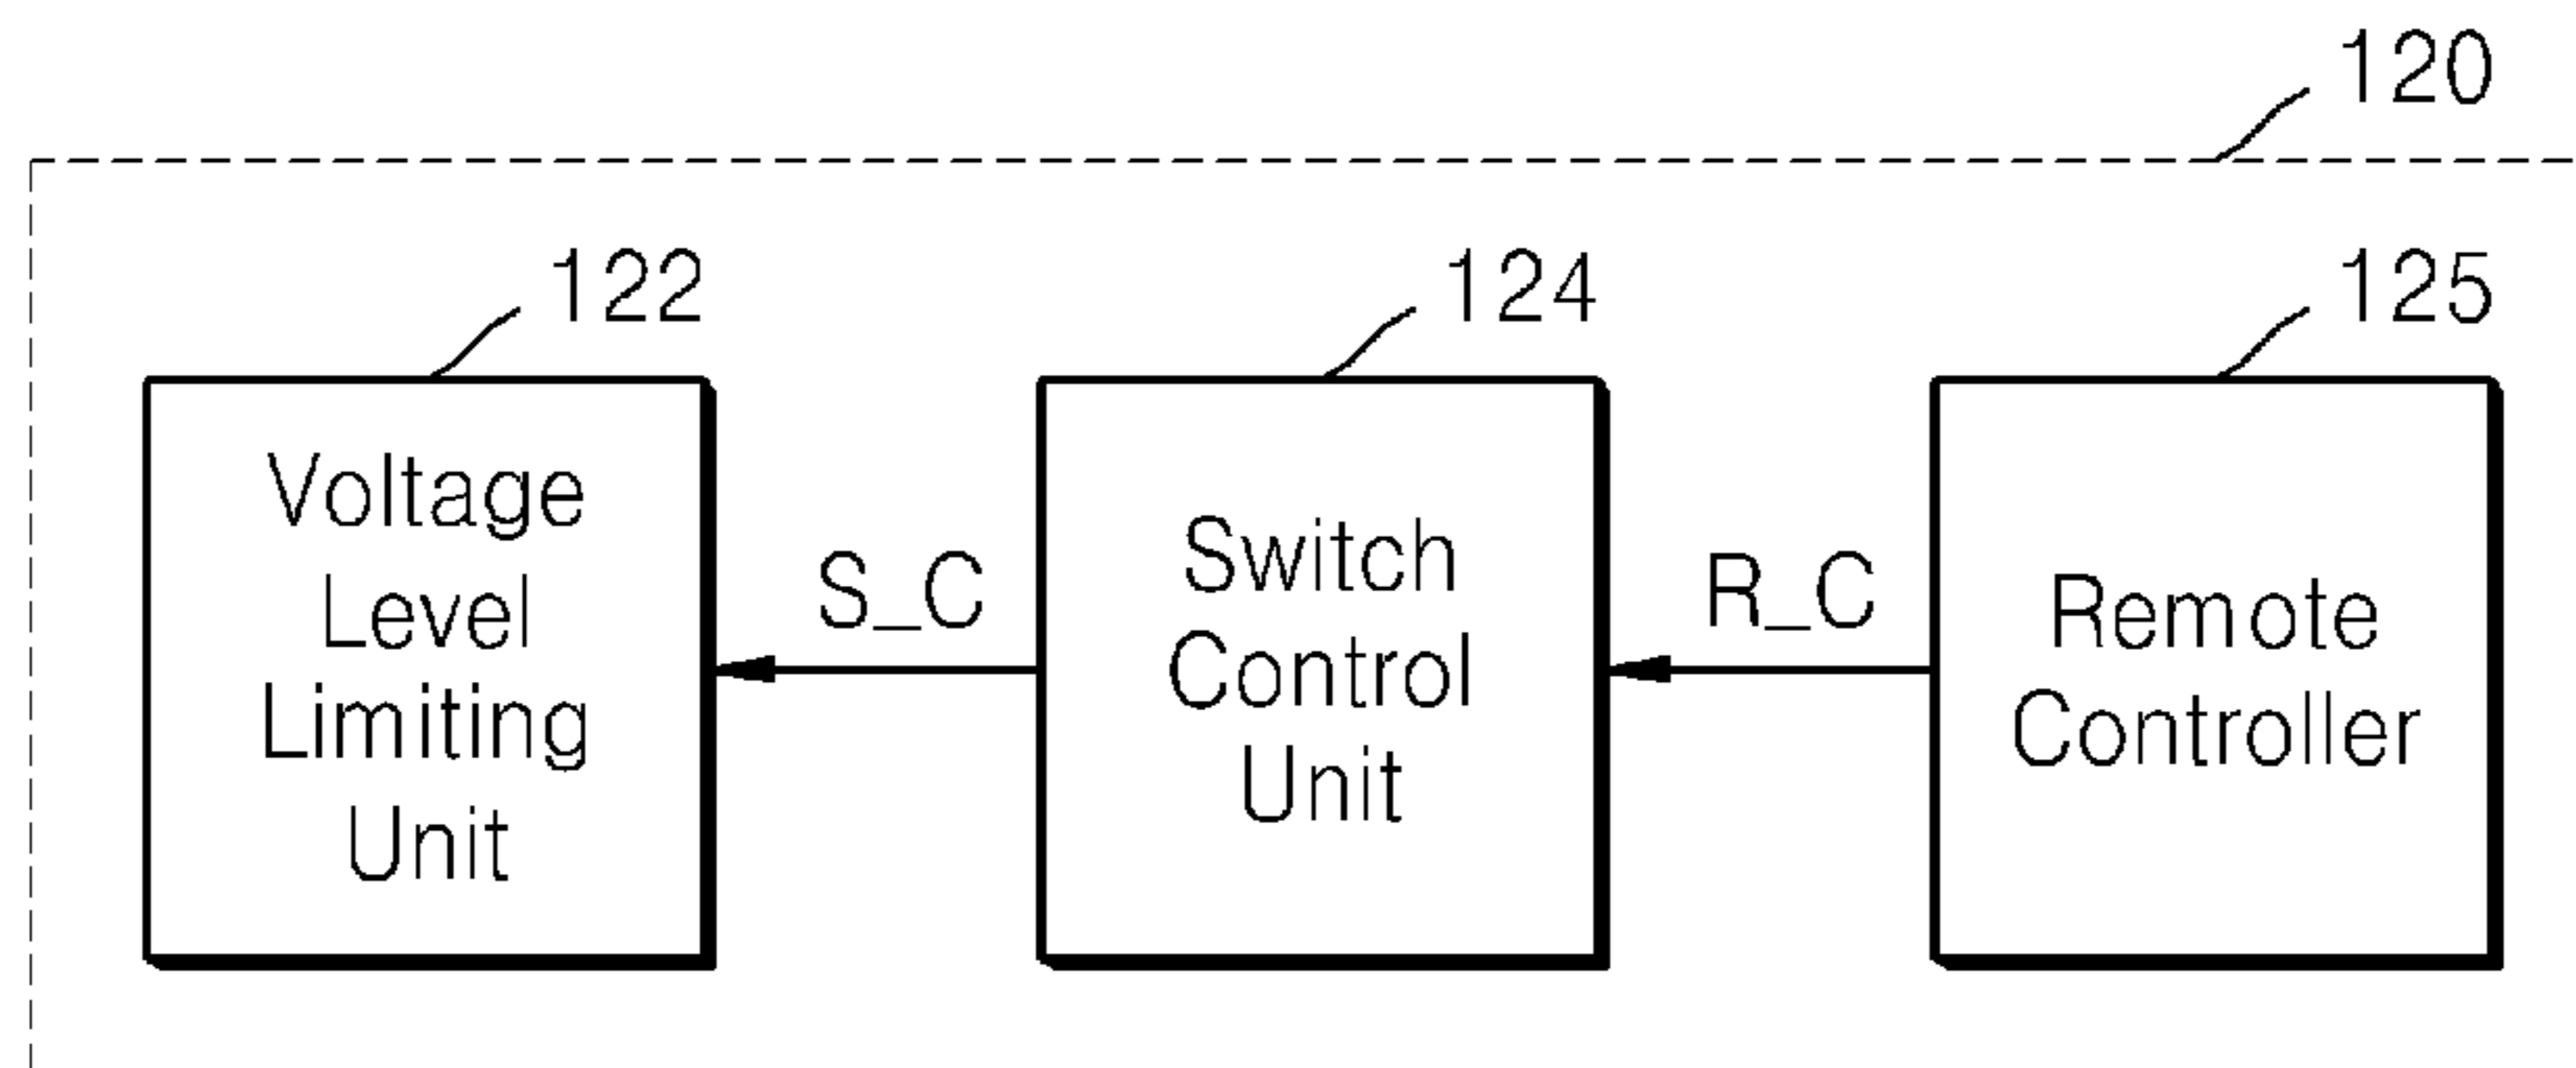 120
122
124
125
Voltage
Level
Limiting
Unit
S_C
Switch
Control
Unit
R_C
Remote
Controller